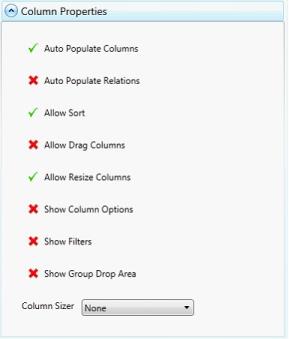 Column Properties
Auto Populate Columns
Auto Populate Relations
Allow Sort
Allow Drag Columns
Allow Resize Columns
Show Column Options
Show Filters
Show Group Drop Area
Column Sizer None